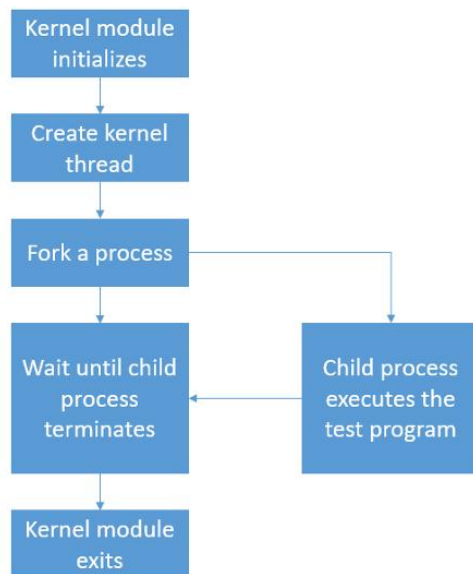 Kernel module
initializes
Create kernel
thread
Fork a process
Wait until child
process
terminates
Child process
executes the
test program
Kernel module
exits